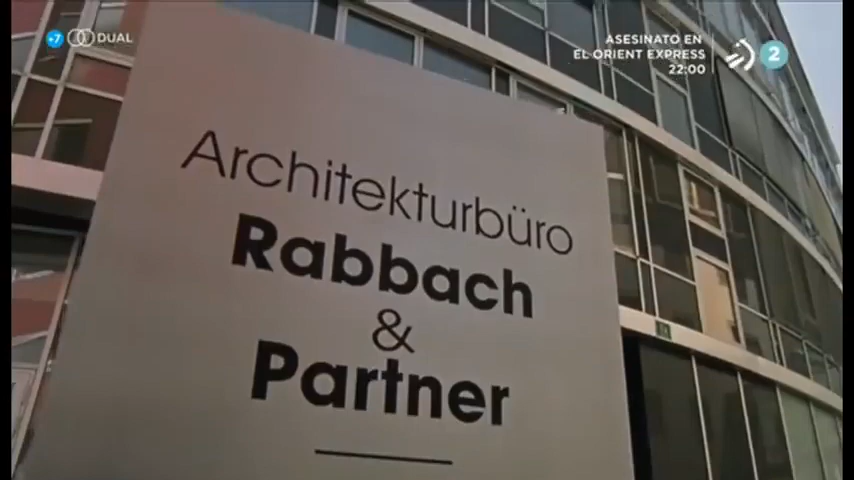 +7 DUAL
ASESINATO EN
EL ORIENT EXPRESS
22:00
2
Architekturbüro
Rabbach
&
Partner